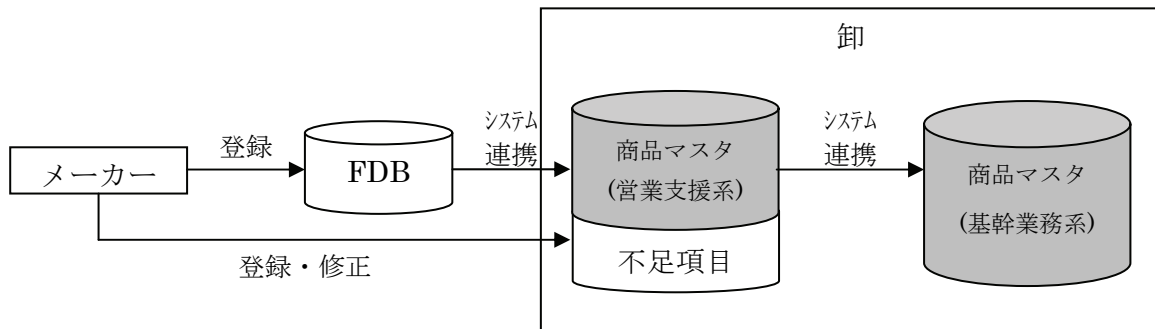 卸
メーカー
登録
FDB
ｼｽﾃﾑ
連携
商品マスタ
(営業支援系)
不足項目
ｼｽﾃﾑ
連携
商品マスタ
(基幹業務系)
登録・修正